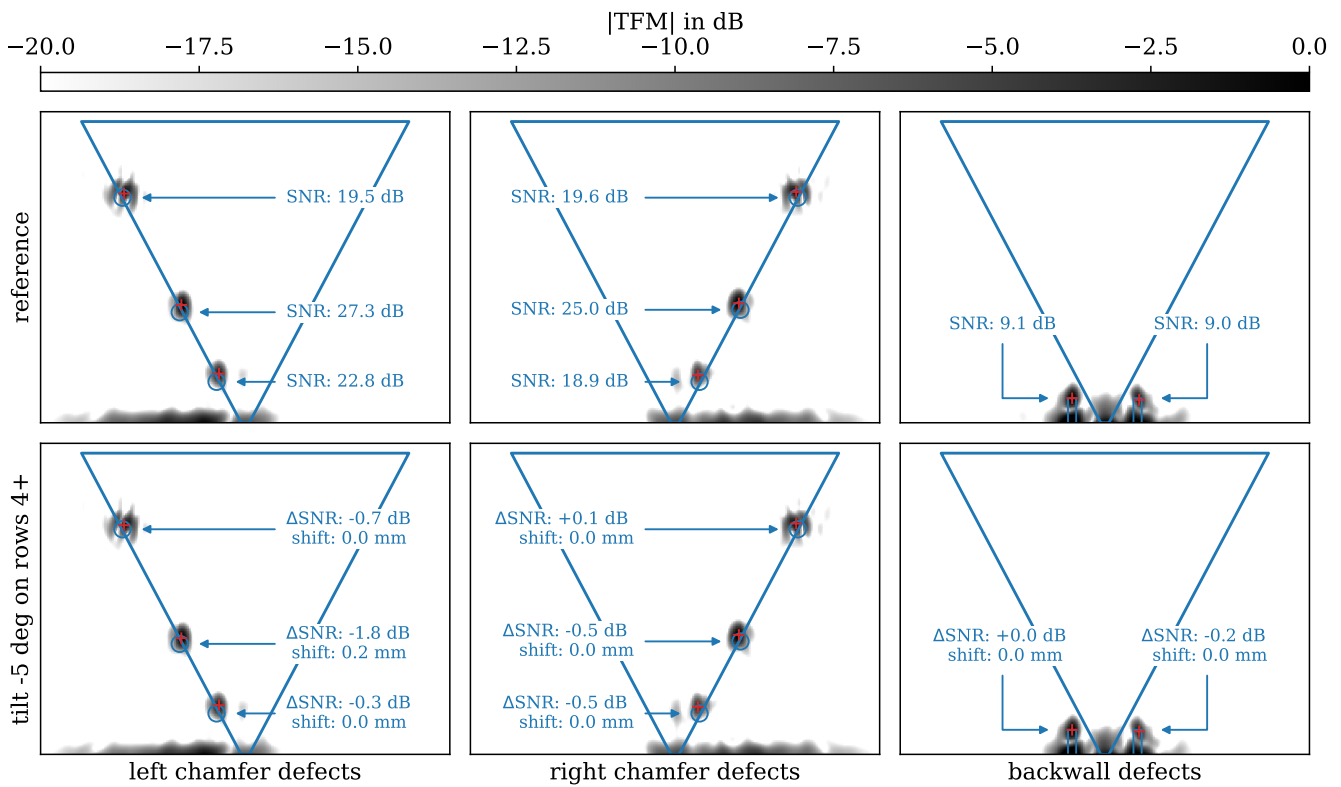 |TFM| in dB
−20.0 −17.5 −15.0 −12.5 −10.0 −7.5 −5.0 −2.5 0.0
reference
SNR: 19.5 dB
SNR: 27.3 dB
SNR: 22.8 dB
SNR: 19.6 dB
SNR: 25.0 dB
SNR: 18.9 dB
SNR: 9.1 dB
SNR: 9.0 dB
tilt -5 deg on rows 4+
ΔSNR: -0.7 dB
shift: 0.0 mm
ΔSNR: -1.8 dB
shift: 0.2 mm
ΔSNR: -0.3 dB
shift: 0.0 mm
ΔSNR: +0.1 dB
shift: 0.0 mm
ΔSNR: -0.5 dB
shift: 0.0 mm
ΔSNR: -0.5 dB
shift: 0.0 mm
ΔSNR: +0.0 dB
shift: 0.0 mm
ΔSNR: -0.2 dB
shift: 0.0 mm
left chamfer defects
right chamfer defects
backwall defects